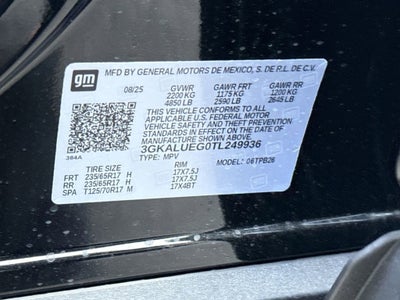 gm
MFD BY GENERAL MOTORS DE MEXICO, S. DE R.L. DE C.V.
08/25 GVWR GAWR FRT GAWR RR
2200 KG 1175 KG 1200 KG
4850 LB 2590 LB 2645 LB
THIS VEHICLE CONFORMS TO ALL
APPLICABLE U.S. FEDERAL MOTOR
VEHICLE SAFETY AND THEFT PREVENTION
STANDARDS IN EFFECT ON THE DATE OF
MANUFACTURE SHOWN ABOVE.
3GKALUEG0TL249936
384A TYPE: MPV MODEL: 06TPB26
TIRE SIZE RIM
FRT 235/65R17 H 17X7.5J
RR 235/65R17 H 17X7.5J
SPA T125/70R17 M 17X4BT